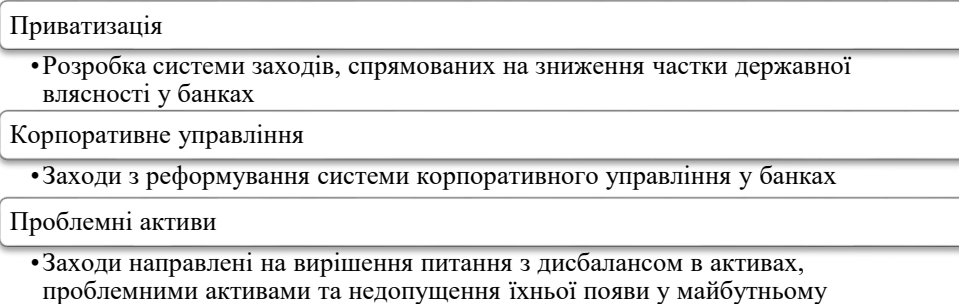 Приватизація
•Розробка системи заходів, спрямованих на зниження частки державної
влясності у банках
Корпоративне управління
•Заходи з реформування системи корпоративного управління у банках
Проблемні активи
•Заходи направлені на вирішення питання з дисбалансом в активах,
проблемними активами та недопущення їхньої появи у майбутньому